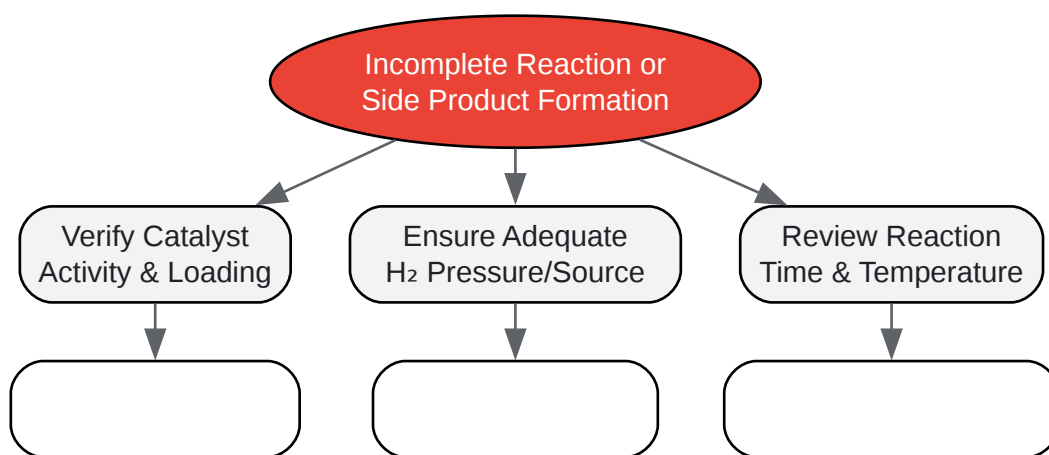 Incomplete Reaction or
Side Product Formation
Verify Catalyst
Activity & Loading
Ensure Adequate
H₂ Pressure/Source
Review Reaction
Time & Temperature